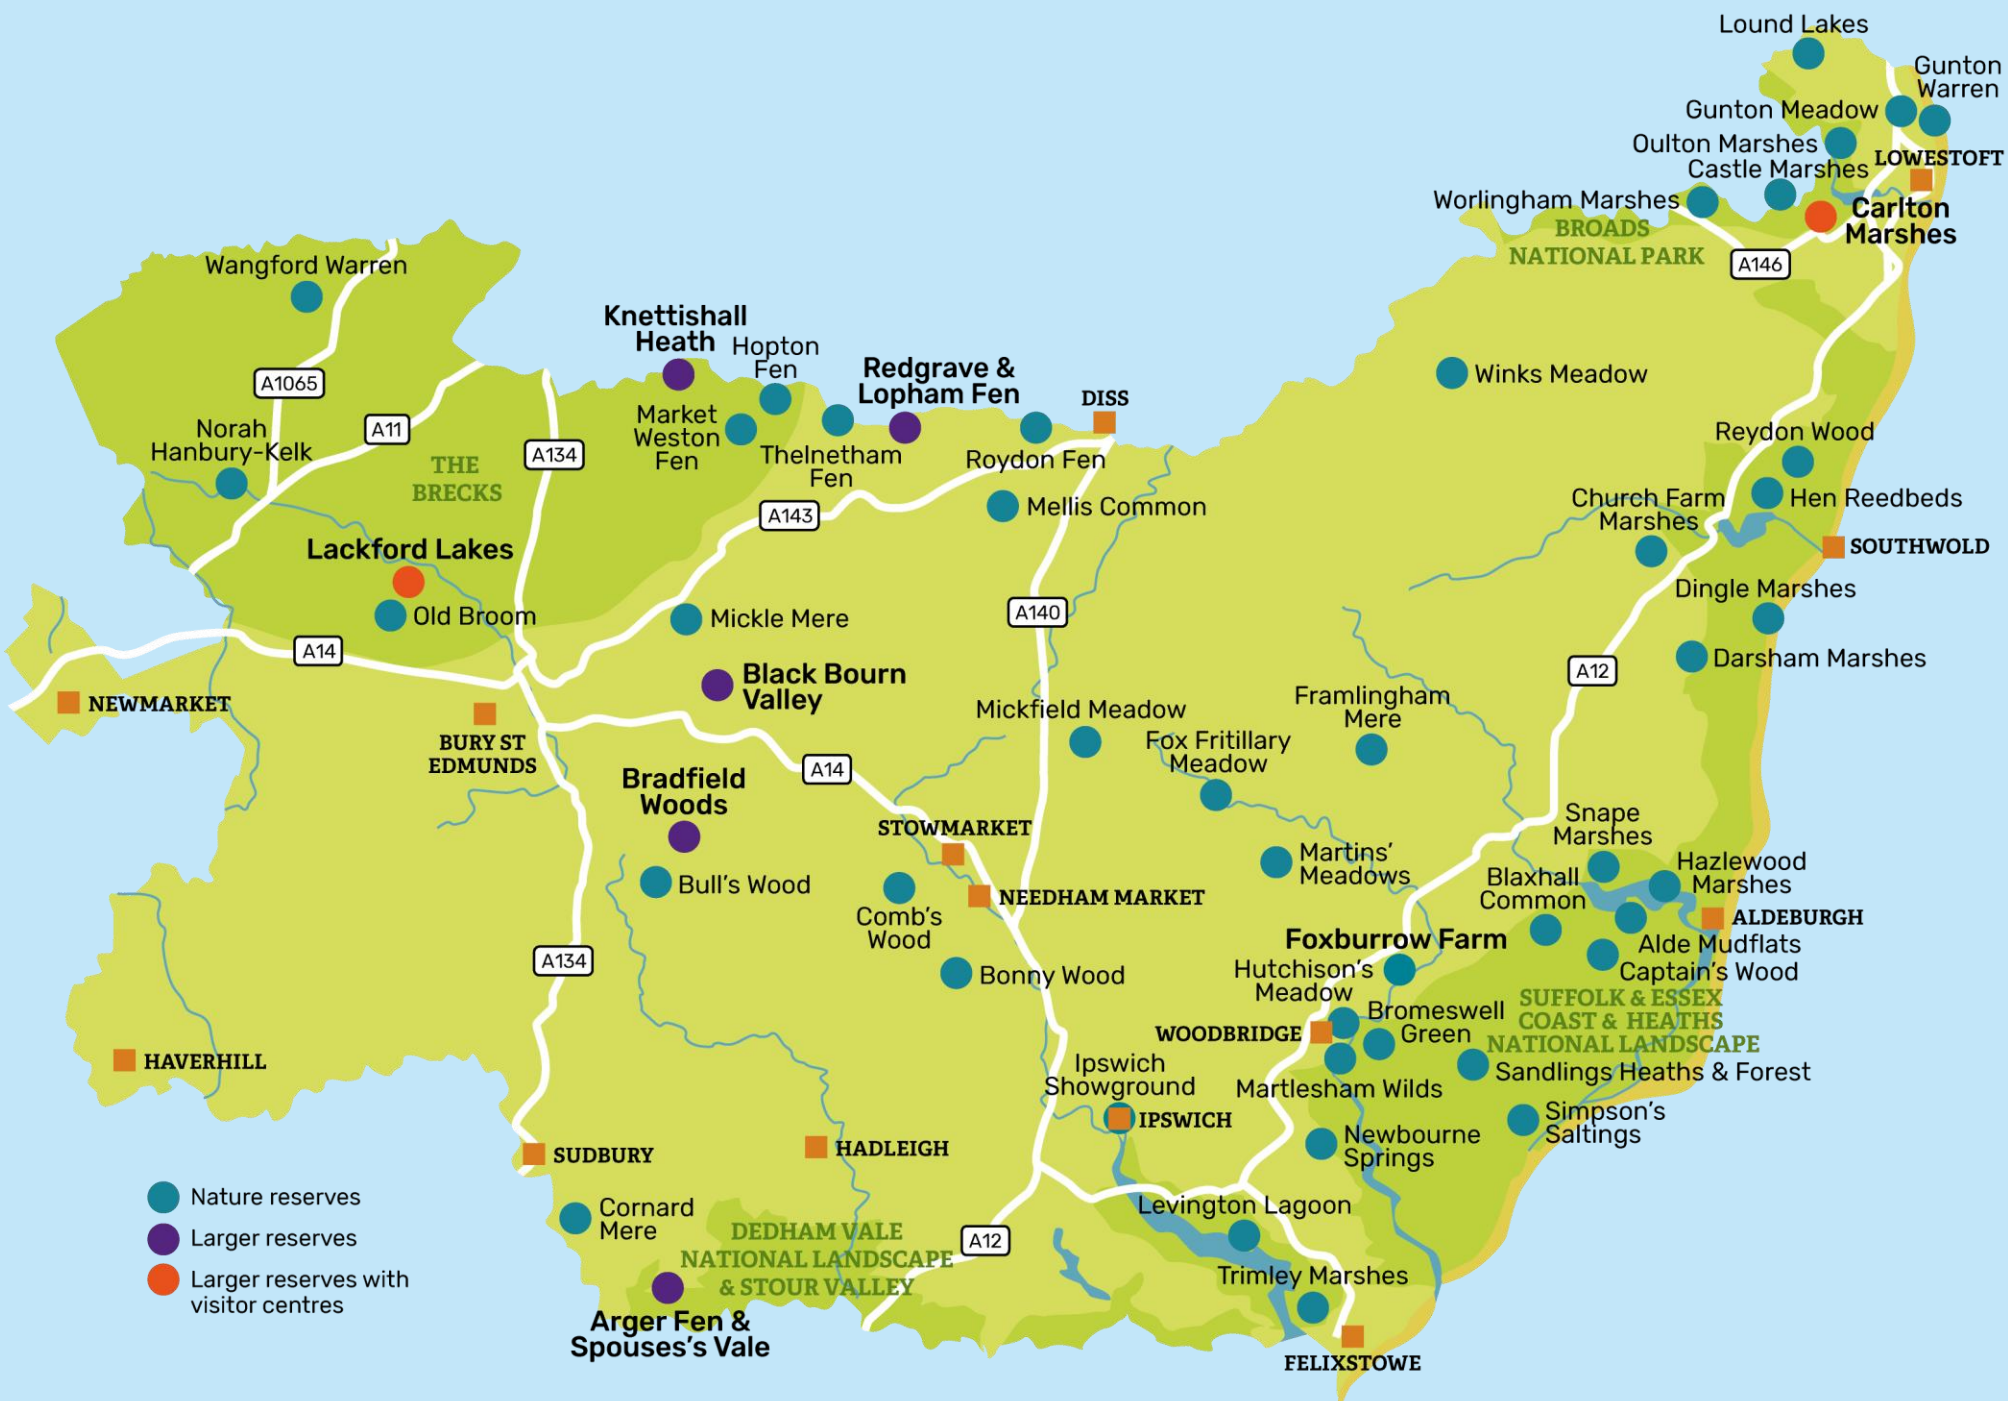 Lound Lakes
Gunton
Warren
Gunton Meadow
Oulton Marshes
LOWESTOFT
Castle Marshes
Worlingham Marshes
Carlton
Marshes
BROADS
NATIONAL PARK
A146
Wangford Warren
Knettishall
Heath
Hopton
Fen
Redgrave &
Lopham Fen
DISS
Winks Meadow
A1065
A11
Norah
Hanbury-Kelk
THE
BRECKS
A134
Market
Weston
Fen
Thelnetham
Fen
Roydon Fen
Reydon Wood
A143
Mellis Common
Church Farm
Marshes
Hen Reedbeds
SOUTHWOLD
Lackford Lakes
Old Broom
Mickle Mere
A140
Dingle Marshes
Darsham Marshes
A14
A12
NEWMARKET
BURY ST
EDMUNDS
Black Bourn
Valley
Mickfield Meadow
Fox Fritillary
Meadow
Framlingham
Mere
A14
Bradfield
Woods
STOWMARKET
Snape
Marshes
Bull's Wood
Comb's
Wood
NEEDHAM MARKET
Martins'
Meadows
Blaxhall
Common
Hazlewood
Marshes
ALDEBURGH
Alde Mudflats
Captain's Wood
A134
Bonny Wood
Foxburrow Farm
Hutchison's
Meadow
Bromeswell
Green
WOODBRIDGE
SUFFOLK & ESSEX
COAST & HEATHS
NATIONAL LANDSCAPE
HAVERHILL
Ipswich
Showground
IPSWICH
Martlesham Wilds
Sandlings Heaths & Forest
Simpson's
Saltings
Newbourne
Springs
SUDBURY
HADLEIGH
Cornard
Mere
DEDHAM VALE
NATIONAL LANDSCAPE
& STOUR VALLEY
A12
Levington Lagoon
Trimley Marshes
FELIXSTOWE
Arger Fen &
Spouses's Vale
Nature reserves
Larger reserves
Larger reserves with
visitor centres